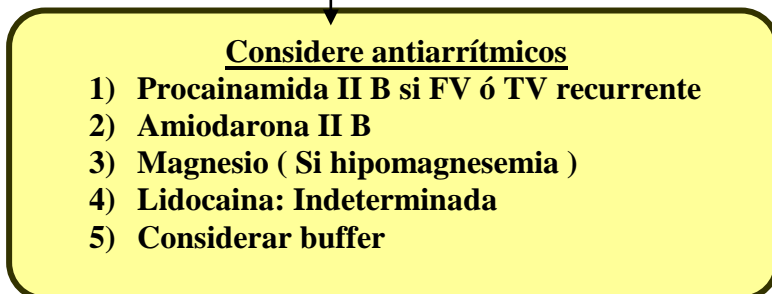 Considere antiarrítmicos
1) Procainamida II B si FV ó TV recurrente
2) Amiodarona II B
3) Magnesio ( Si hipomagnesemia )
4) Lidocaina: Indeterminada
5) Considerar buffer